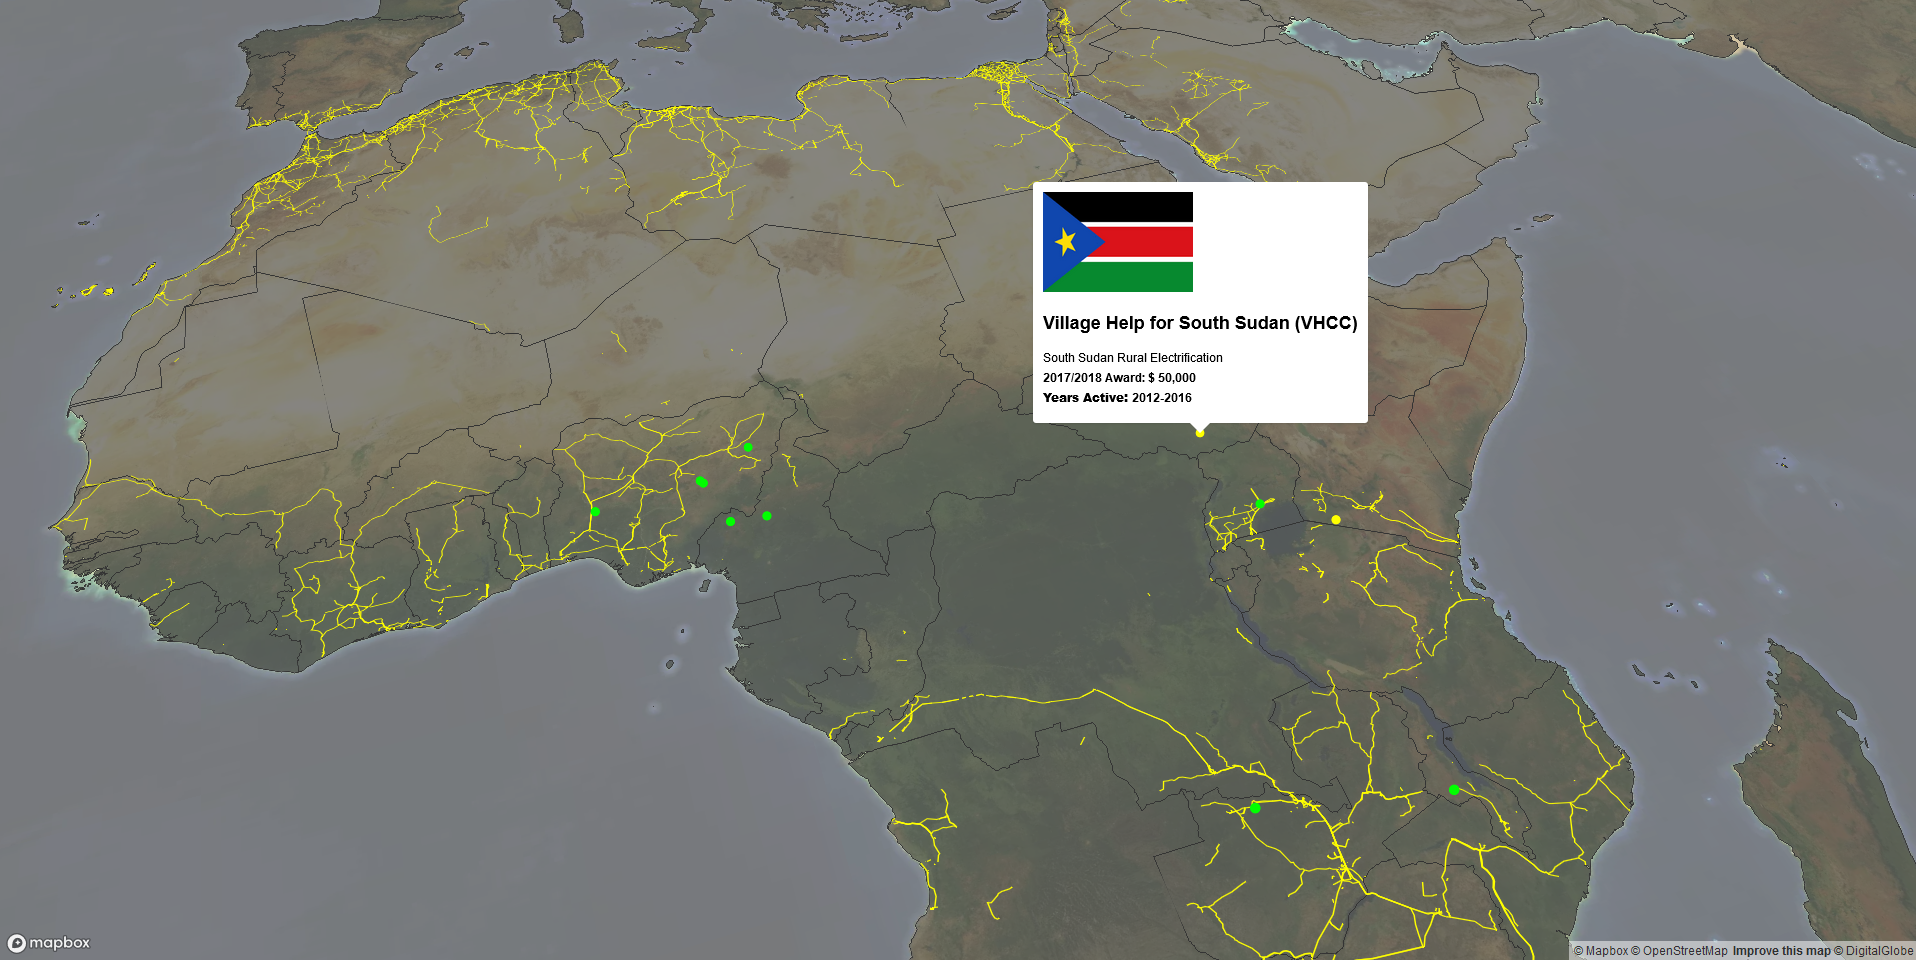 Village Help for South Sudan (VHCC)
South Sudan Rural Electrification
2017/2018 Award: $ 50,000
Years Active: 2012-2016
mapbox
© Mapbox © OpenStreetMap Improve this map © DigitalGlobe